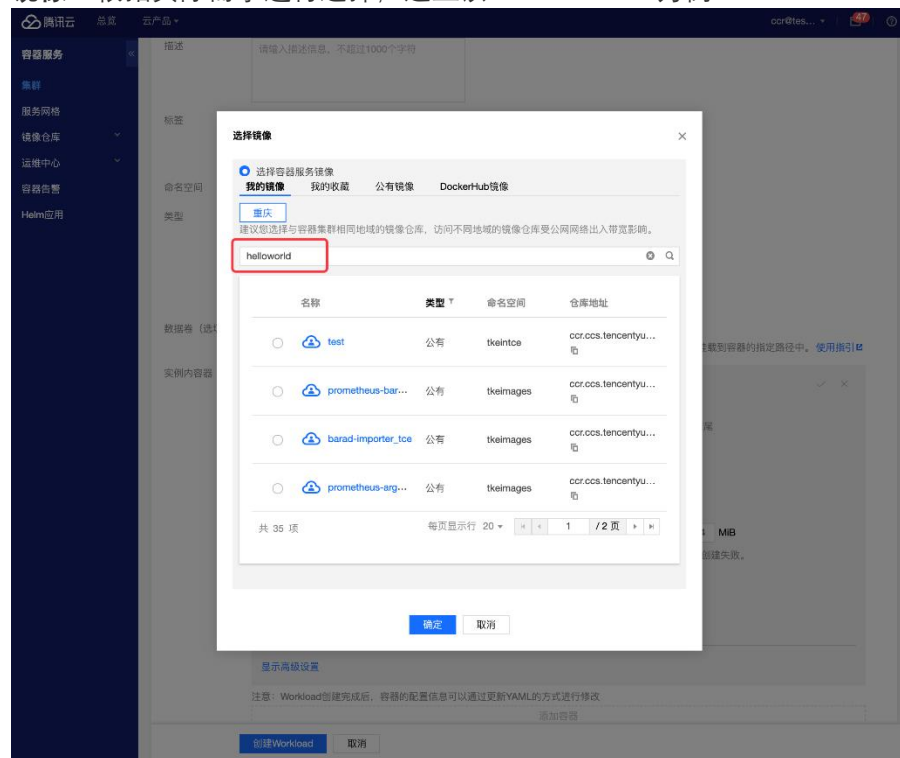 腾讯云 总览 云产品 ccr@tes... 47
容器服务
集群
服务网格
镜像仓库
运维中心
容器告警
Helm应用
描述 请输入描述信息，不超过1000个字符
标签
命名空间
类型
数据卷（选
实例内容器
选择镜像
选择容器服务镜像
我的镜像 我的收藏 公有镜像 DockerHub镜像
重庆
建议您选择与容器集群相同地域的镜像仓库，访问不同地域的镜像仓库受公网网络出入带宽影响。
helloworld
名称 类型 命名空间 仓库地址
test 公有 tkeintce ccr.ccs.tencentyu...
prometheus-bar... 公有 tkeimages ccr.ccs.tencentyu...
barad-importer_tce 公有 tkeimages ccr.ccs.tencentyu...
prometheus-arg... 公有 tkeimages ccr.ccs.tencentyu...
共 35 项 每页显示行 20 1 / 2 页
确定 取消
载到容器的指定路径中。使用指引
MiB
创建失败。
显示高级设置
注意：Workload创建完成后，容器的配置信息可以通过更新YAML的方式进行修改
添加容器
创建Workload 取消